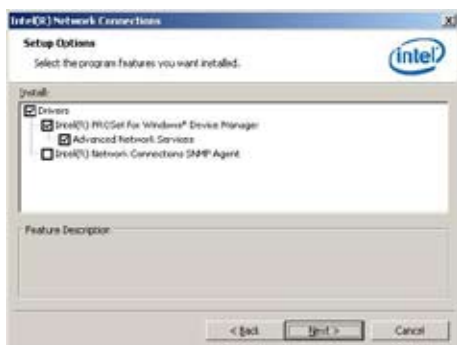 Intel(R) Network Connections
Setup Options
Select the program features you want installed.
intel
Install:
Drivers
Intel(R) PROSet for Windows* Device Manager
Advanced Network Services
Intel(R) Network Connections SNMP Agent
Feature Description
< Back
Next >
Cancel